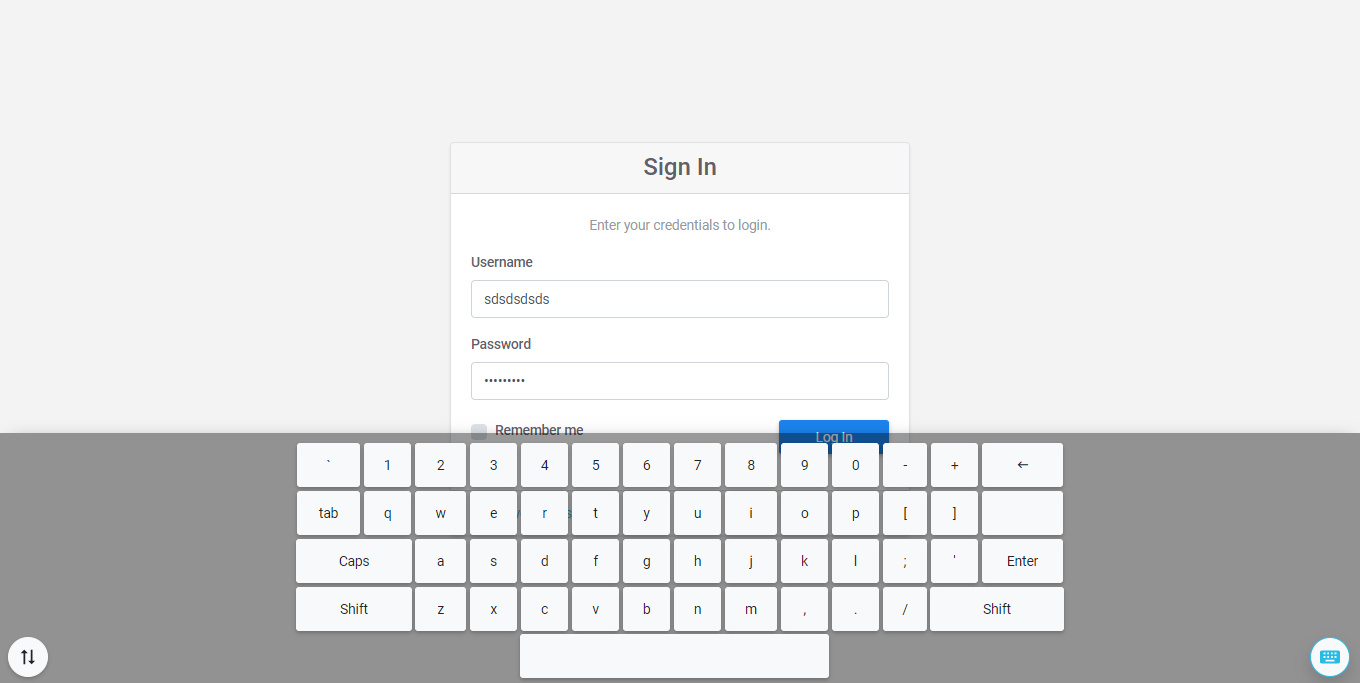 Sign In
Enter your credentials to login.
Username
sdsdsdsds
Password
•••••••••
Remember me
Log In
` 1 2 3 4 5 6 7 8 9 0 - + ←
tab q w e r t y u i o p [ ]
Caps a s d f g h j k l ; ' Enter
Shift z x c v b n m , . / Shift